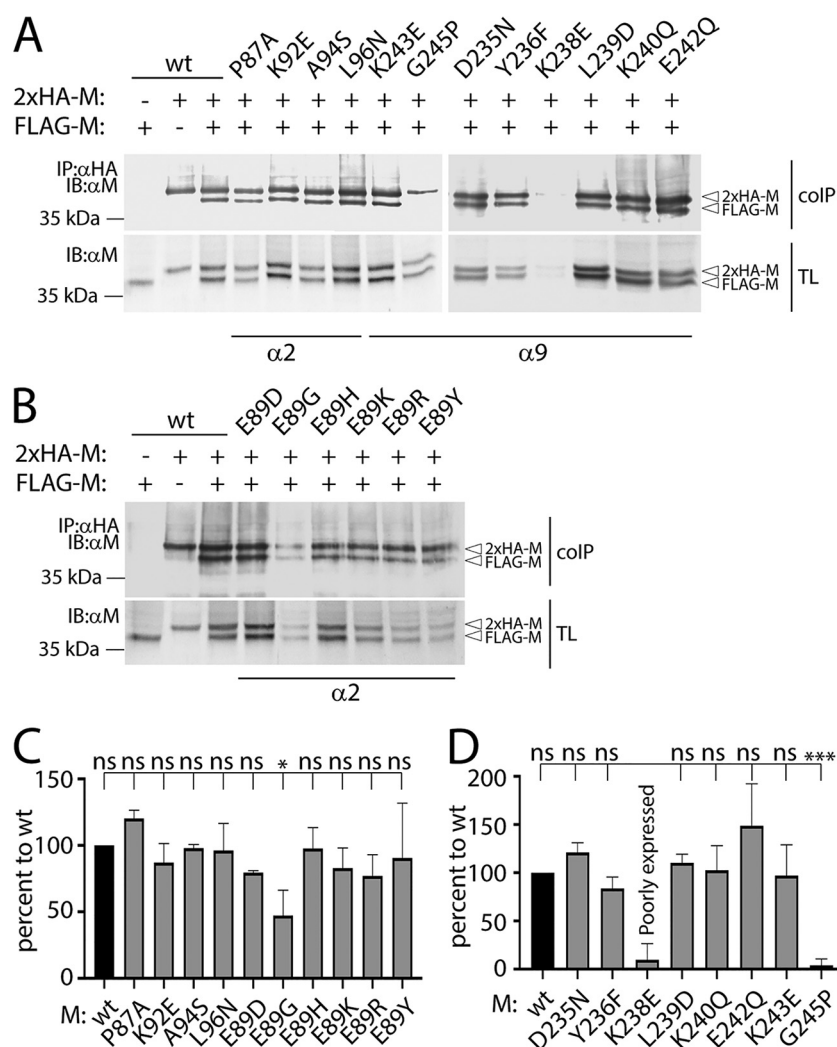 A
wt P87A K92E A94S L96N K243E G245P D235N Y236F K238E L239D K240Q E242Q
2xHA-M: - + + + + + + + + + + + + + +
FLAG-M: + - + + + + + + + + + + + + +
IP:αHA
IB:αM
35 kDa
2xHA-M
FLAG-M
coIP
IB:αM
35 kDa
2xHA-M
FLAG-M
TL
α2 α9
B
wt E89D E89G E89H E89K E89R E89Y
2xHA-M: - + + + + + + + +
FLAG-M: + - + + + + + + +
IP:αHA
IB:αM
35 kDa
2xHA-M
FLAG-M
coIP
IB:αM
35 kDa
2xHA-M
FLAG-M
TL
α2
C
ns ns ns ns ns ns * ns ns ns ns
percent to wt
150
100
50
0
M: wt P87A K92E A94S L96N E89D E89G E89H E89K E89R E89Y
D
ns ns ns ns ns ns ns ***
percent to wt
200
150
100
50
0
Poorly expressed
M: wt D235N Y236F K238E L239D K240Q E242Q K243E G245P